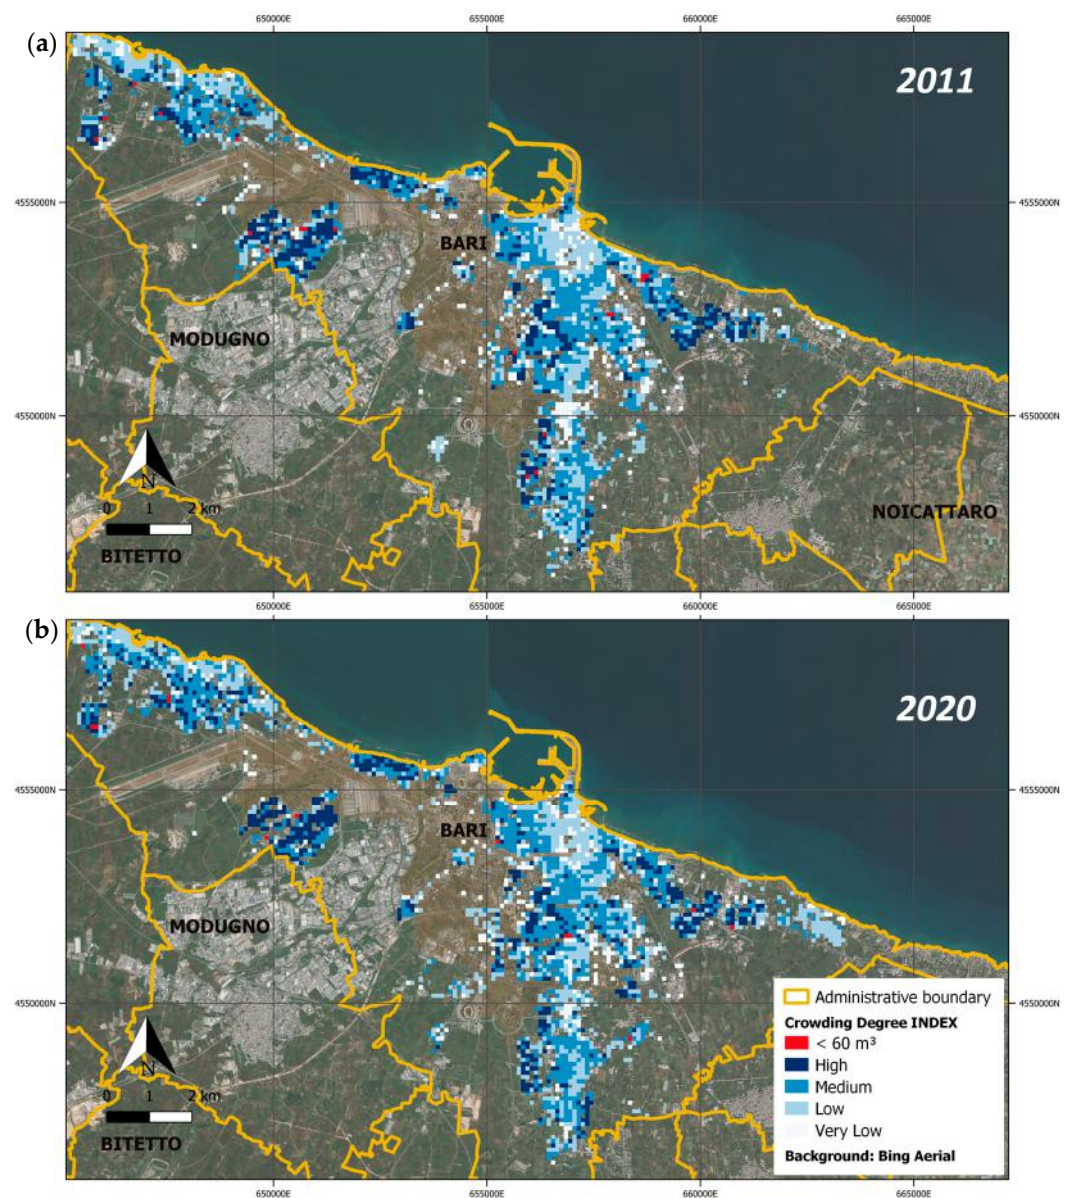 (a)
650000E 655000E 660000E 665000E
2011
4555000N 4555000N
BARI
MODUGNO
4550000N 4550000N
N
0 1 2 km
NOICATTARO
BITETTO
650000E 655000E 660000E 665000E
(b)
2020
4555000N 4555000N
BARI
MODUGNO
4550000N 4550000N
N
0 1 2 km
BITETTO
Administrative boundary
Crowding Degree INDEX
< 60 m³
High
Medium
Low
Very Low
Background: Bing Aerial
650000E 655000E 660000E 665000E